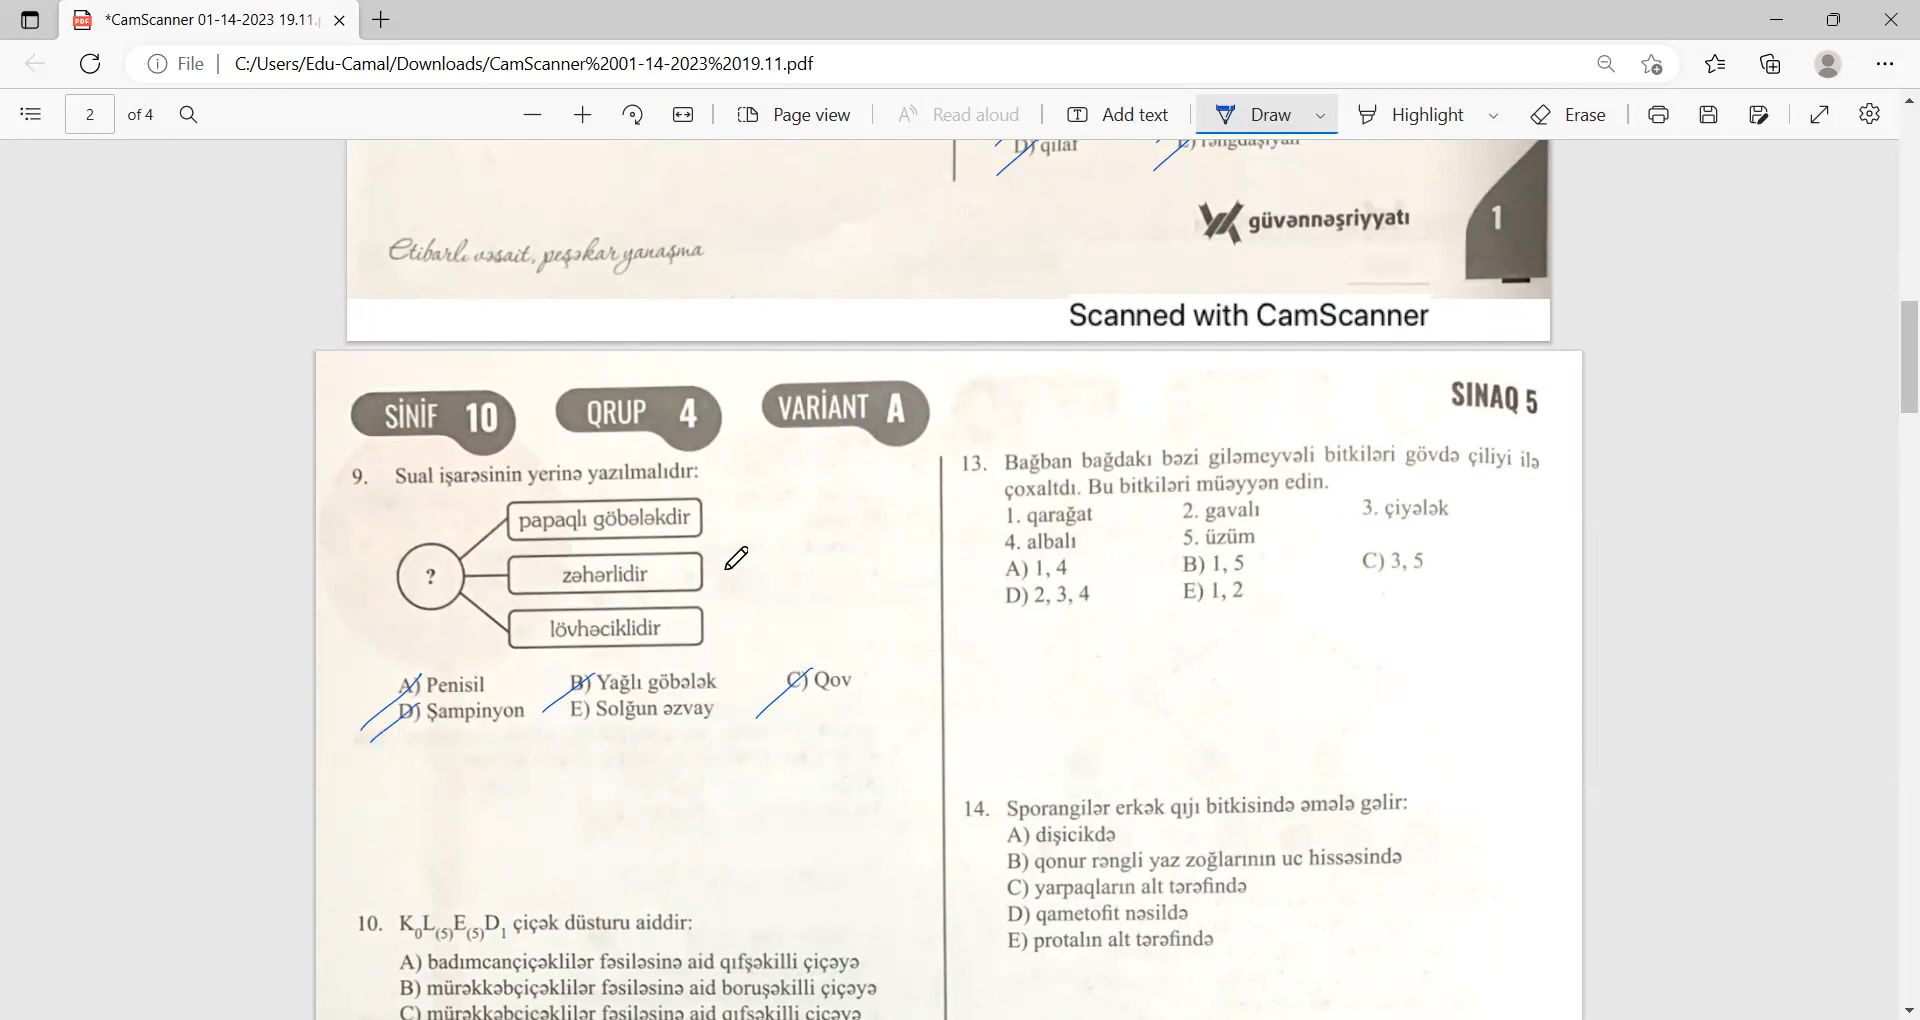 *CamScanner 01-14-2023 19.11.
File
C:/Users/Edu-Camal/Downloads/CamScanner%2001-14-2023%2019.11.pdf
2 of 4
Page view
Read aloud
Add text
Draw
Highlight
Erase
D) qılaf
Etibarlı vəsait, peşəkar yanaşma
güvənnəşriyyatı
1
Scanned with CamScanner
SİNİF 10
QRUP 4
VARİANT A
SINAQ 5
9. Sual işarəsinin yerinə yazılmalıdır:
papaqlı göbələkdir
?
zəhərlidir
lövhəciklidir
A) Penisil
B) Yağlı göbələk
C) Qov
D) Şampinyon
E) Solğun əzvay
10. K0L(5)E(5)D1 çiçək düsturu aiddir:
A) badımcançiçəklilər fəsiləsinə aid qıfşəkilli çiçəyə
B) mürəkkəbçiçəklilər fəsiləsinə aid boruşəkilli çiçəyə
C) mürəkkəbçiçəklilər fəsiləsinə aid qıfşəkilli çiçəyə
13. Bağban bağdakı bəzi giləmeyvəli bitkiləri gövdə çiliyi ilə
çoxaltdı. Bu bitkiləri müəyyən edin.
1. qarağat
2. gavalı
3. çiyələk
4. albalı
5. üzüm
A) 1, 4
B) 1, 5
C) 3, 5
D) 2, 3, 4
E) 1, 2
14. Sporangilər erkək qıjı bitkisində əmələ gəlir:
A) dişicikdə
B) qonur rəngli yaz zoğlarının uc hissəsində
C) yarpaqların alt tərəfində
D) qametofit nəsildə
E) protalın alt tərəfində